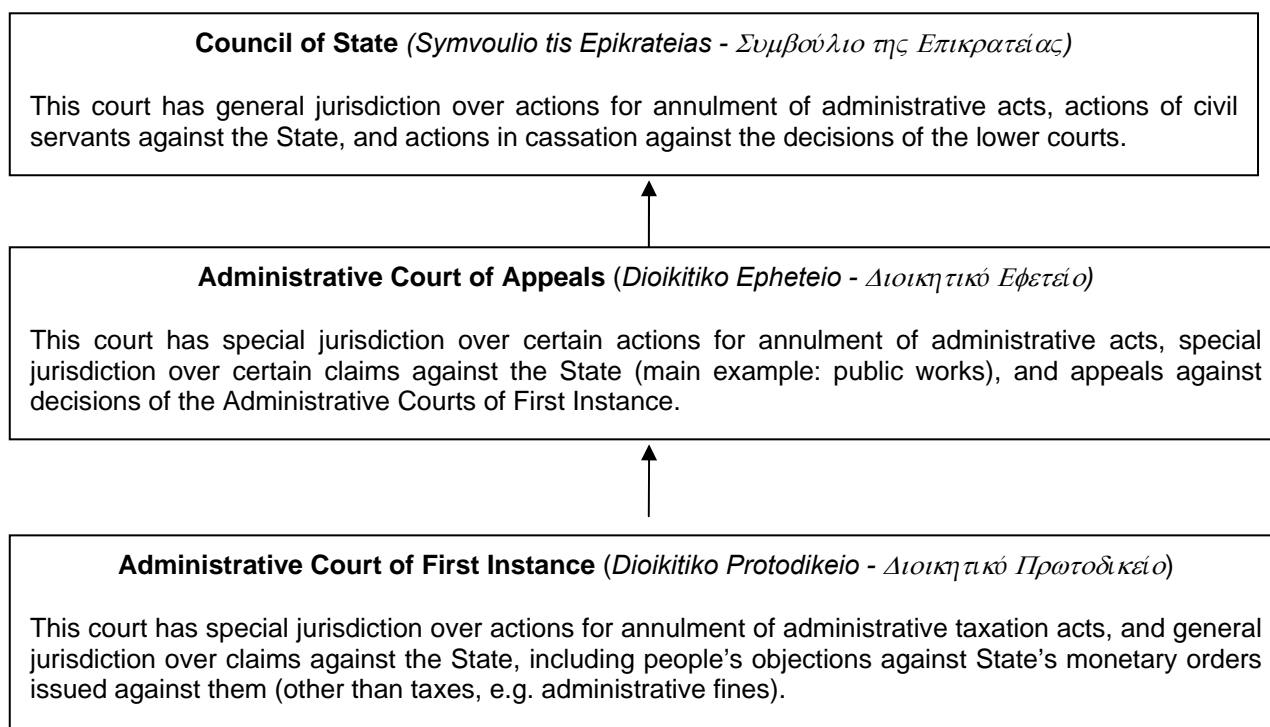 Council of State (Symvoulio tis Epikrateias - Συμβούλιο της Επικρατείας)
This court has general jurisdiction over actions for annulment of administrative acts, actions of civil
servants against the State, and actions in cassation against the decisions of the lower courts.
Administrative Court of Appeals (Dioikitiko Epheteio - Διοικητικό Εφετείο)
This court has special jurisdiction over certain actions for annulment of administrative acts, special
jurisdiction over certain claims against the State (main example: public works), and appeals against
decisions of the Administrative Courts of First Instance.
Administrative Court of First Instance (Dioikitiko Protodikeio - Διοικητικό Πρωτοδικείο)
This court has special jurisdiction over actions for annulment of administrative taxation acts, and general
jurisdiction over claims against the State, including people's objections against State's monetary orders
issued against them (other than taxes, e.g. administrative fines).